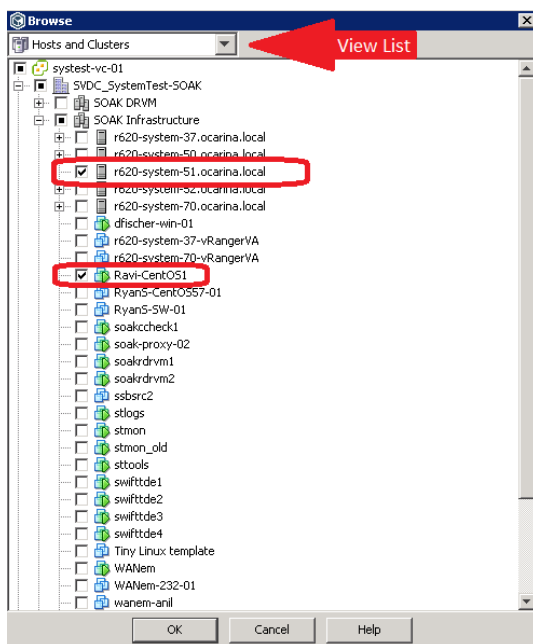 Browse
Hosts and Clusters
View List
systest-vc-01
SVDC_SystemTest-SOAK
SOAK DRVM
SOAK Infrastructure
r620-system-37.ocarina.local
r620-system-50.ocarina.local
r620-system-51.ocarina.local
r620-system-52.ocarina.local
r620-system-70.ocarina.local
dfischer-win-01
r620-system-37-vRangerVA
r620-system-70-vRangerVA
Ravi-CentOS1
RyanS-CentOS57-01
RyanS-SW-01
soakccheck1
soak-proxy-02
soakrdrvm1
soakrdrvm2
ssbsrc2
stlogs
stmon
stmon_old
sttools
swifttde1
swifttde2
swifttde3
swifttde4
Tiny Linux template
WANem
WANem-232-01
wanem-anil
OK Cancel Help